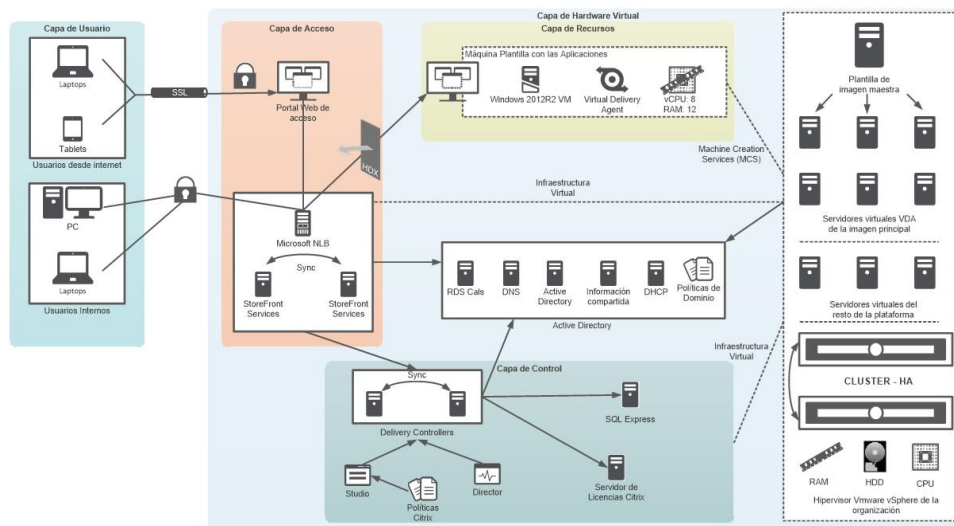 Capa de Usuario
Laptops
Tablets
Usuarios desde internet
PC
Laptops
Usuarios Internos
SSL
Capa de Acceso
Portal Web de
acceso
HDX
Microsoft NLB
Sync
StoreFront
Services
StoreFront
Services
Capa de Hardware Virtual
Capa de Recursos
Máquina Plantilla con las Aplicaciones
Windows 2012R2 VM
Virtual Delivery
Agent
vCPU: 8
RAM: 12
Machine Creation
Services (MCS)
Infraestructura
Virtual
RDS Cals
DNS
Active
Directory
Información
compartida
DHCP
Políticas de
Dominio
Active Directory
Infraestructura
Virtual
Capa de Control
Sync
Delivery Controllers
SQL Express
Studio
Políticas
Citrix
Director
Servidor de
Licencias Citrix
Plantilla de
imagen maestra
Servidores virtuales VDA
de la imagen principal
Servidores virtuales del
resto de la plataforma
CLUSTER - HA
RAM
HDD
CPU
Hipervisor Vmware vSphere de la
organización